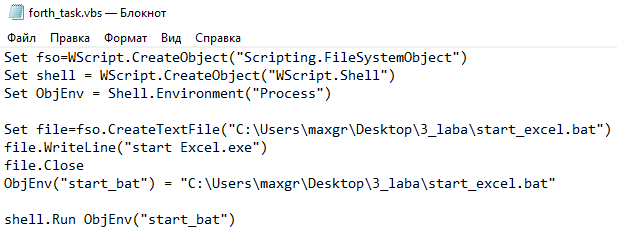 forth_task.vbs — Блокнот
Файл Правка Формат Вид Справка
Set fso=WScript.CreateObject("Scripting.FileSystemObject")
Set shell = WScript.CreateObject("WScript.Shell")
Set ObjEnv = Shell.Environment("Process")
Set file=fso.CreateTextFile("C:\Users\maxgr\Desktop\3_laba\start_excel.bat")
file.WriteLine("start Excel.exe")
file.Close
ObjEnv("start_bat") = "C:\Users\maxgr\Desktop\3_laba\start_excel.bat"
shell.Run ObjEnv("start_bat")